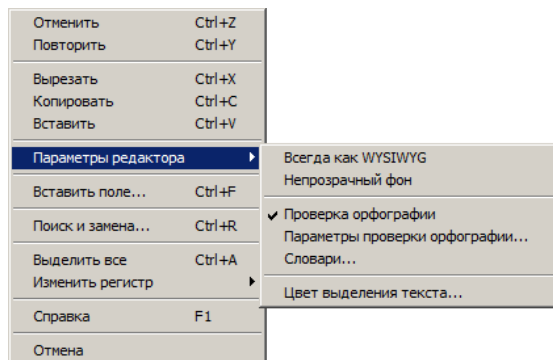 Отменить Ctrl+Z
Повторить Ctrl+Y
Вырезать Ctrl+X
Копировать Ctrl+C
Вставить Ctrl+V
Параметры редактора
Вставить поле... Ctrl+F
Поиск и замена... Ctrl+R
Выделить все Ctrl+A
Изменить регистр
Справка F1
Отмена
Всегда как WYSIWYG
Непрозрачный фон
Проверка орфографии
Параметры проверки орфографии...
Словари...
Цвет выделения текста...